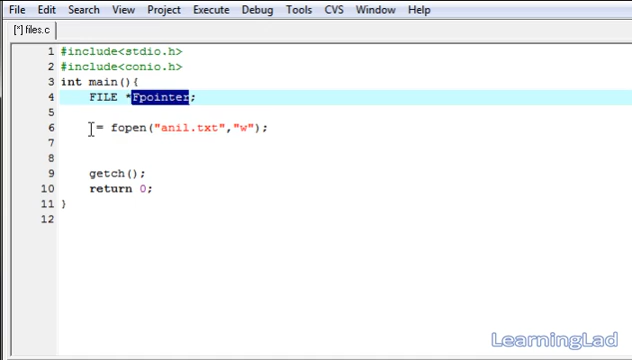 File Edit Search View Project Execute Debug Tools CVS Window Help
[*] files.c
1 #include<stdio.h>
2 #include<conio.h>
3 int main(){
4 FILE *Fpointer;
5
6 = fopen("anil.txt","w");
7
8
9 getch();
10 return 0;
11 }
12
LearningLad